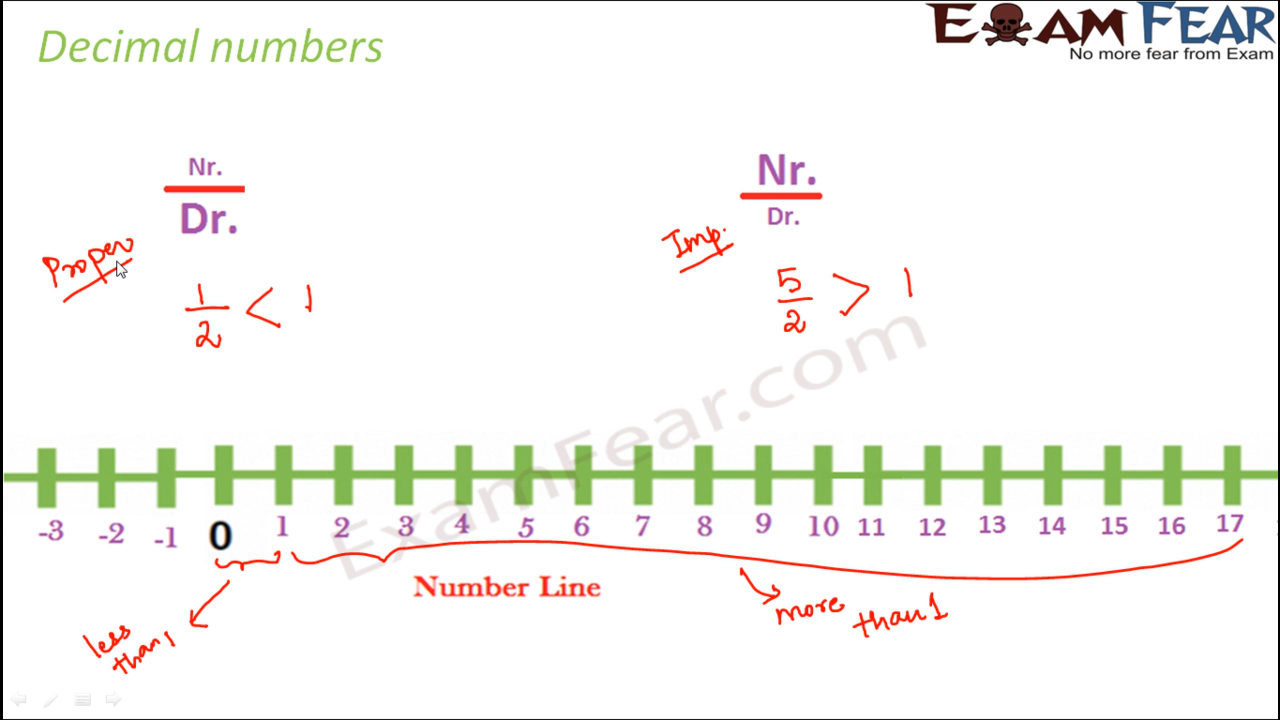 Decimal numbers
EXAM FEAR
No more fear from Exam
Nr.
Dr.
Nr.
Dr.
Proper
Imp.
1/2 < 1
5/2 > 1
ExamFear.com
-3 -2 -1 0 1 2 3 4 5 6 7 8 9 10 11 12 13 14 15 16 17
Number Line
less
than 1
more than 1